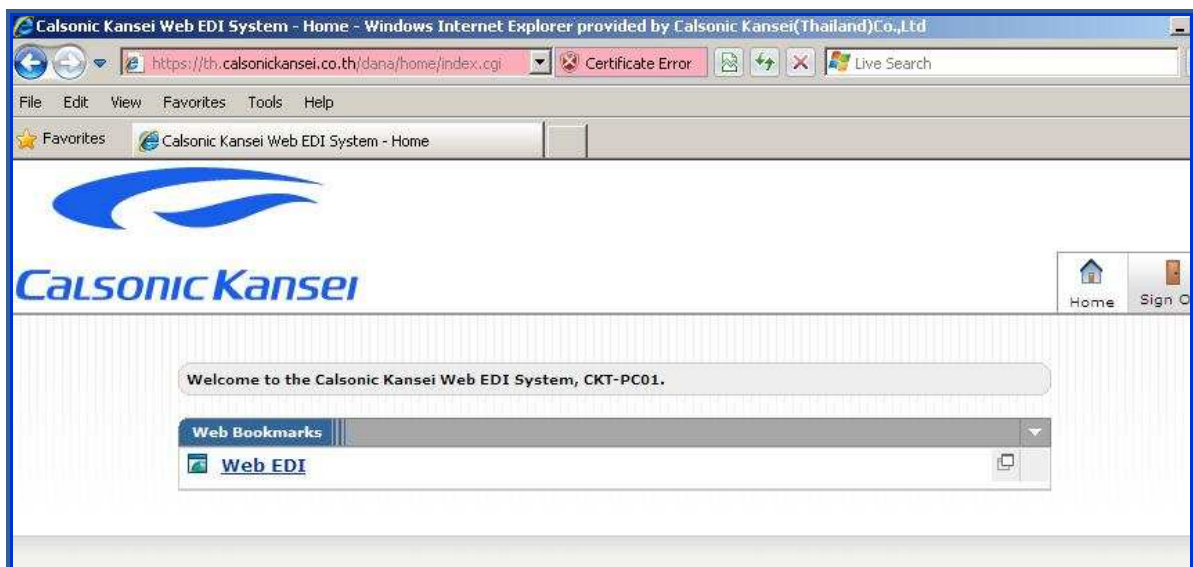 Calsonic Kansei Web EDI System - Home - Windows Internet Explorer provided by Calsonic Kansei(Thailand)Co.,Ltd
https://th.calsonickansei.co.th/dana/home/index.cgi Certificate Error Live Search
File Edit View Favorites Tools Help
Favorites Calsonic Kansei Web EDI System - Home
CALSONIC KANSEI
Home Sign O
Welcome to the Calsonic Kansei Web EDI System, CKT-PC01.
Web Bookmarks
Web EDI